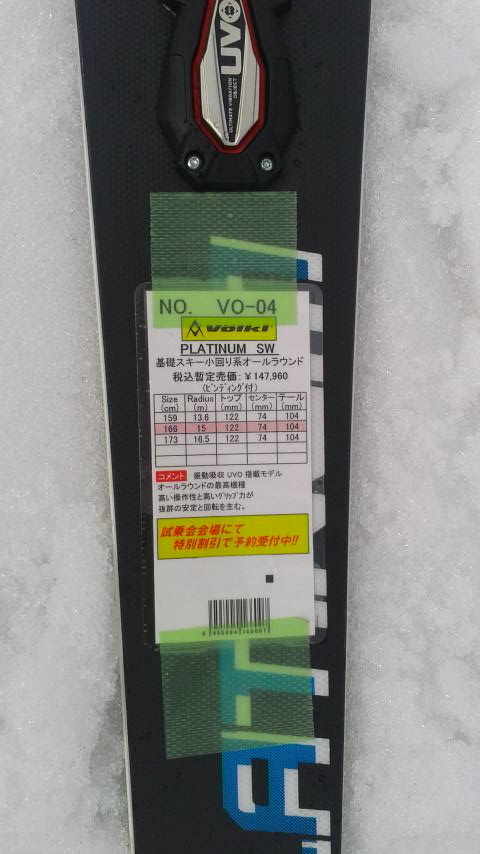 UVO
ULTIMATE VIBRATION
OBJECT
NO. VO-04
Völkl
PLATINUM SW
基礎スキー小回り系オールラウンド
税込暫定売価：￥147,960
(ﾋﾞﾝﾃﾞｨﾝｸﾞ付)
Size (cm) Radius (m) トップ (mm) センター (mm) テール (mm)
159 13.6 122 74 104
166 15 122 74 104
173 16.5 122 74 104
コメント 振動吸収 UVO 搭載モデル
オールラウンドの最高機種
高い操作性と高いグリップ力が
抜群の安定と回転を生む。
試乗会会場にて
特別割引で予約受付中!!